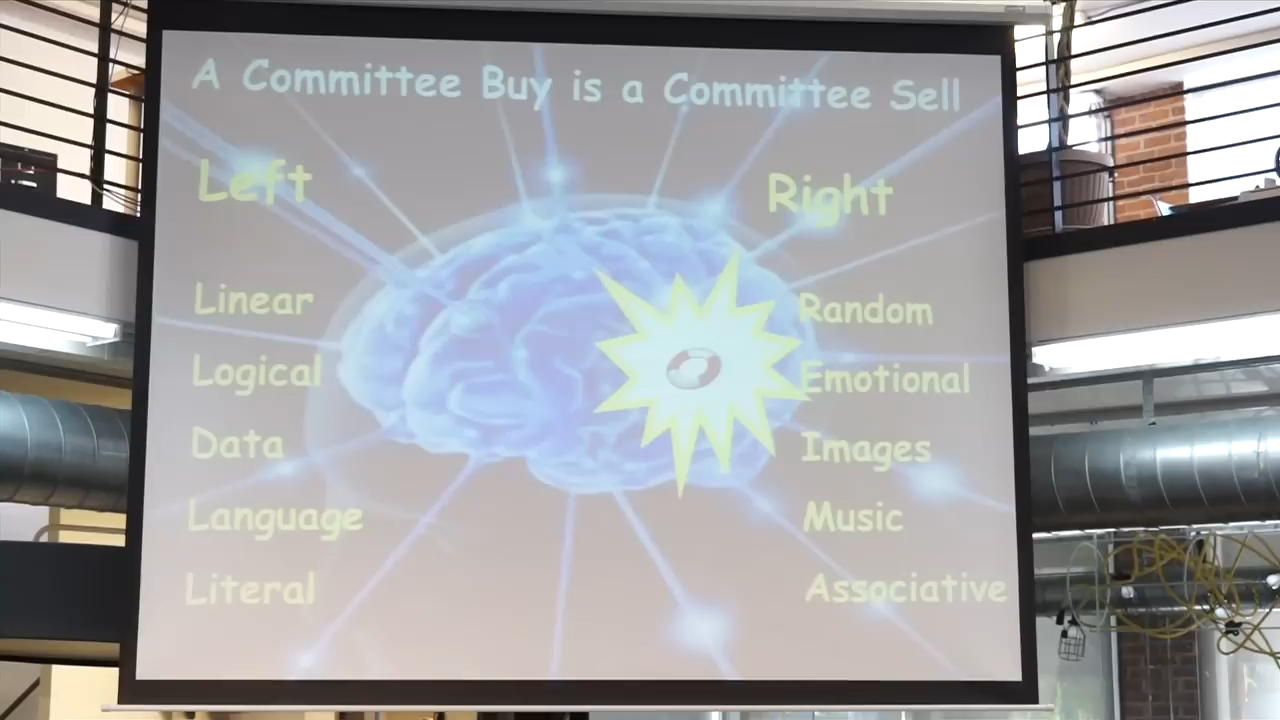 A Committee Buy is a Committee Sell
Left
Right
Linear
Random
Logical
Emotional
Data
Images
Language
Music
Literal
Associative